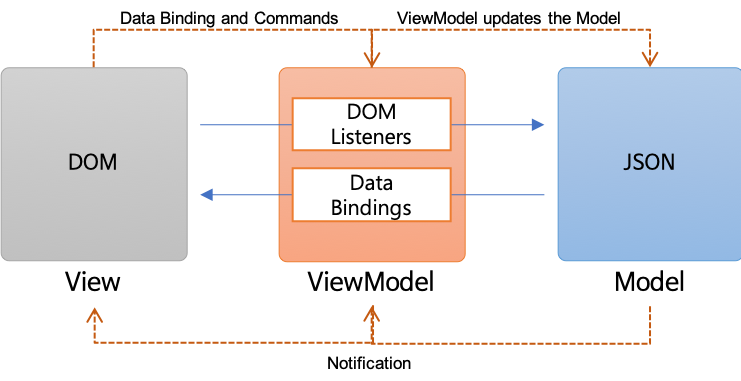 Data Binding and Commands
ViewModel updates the Model
DOM
DOM
Listeners
Data
Bindings
JSON
View
ViewModel
Model
Notification